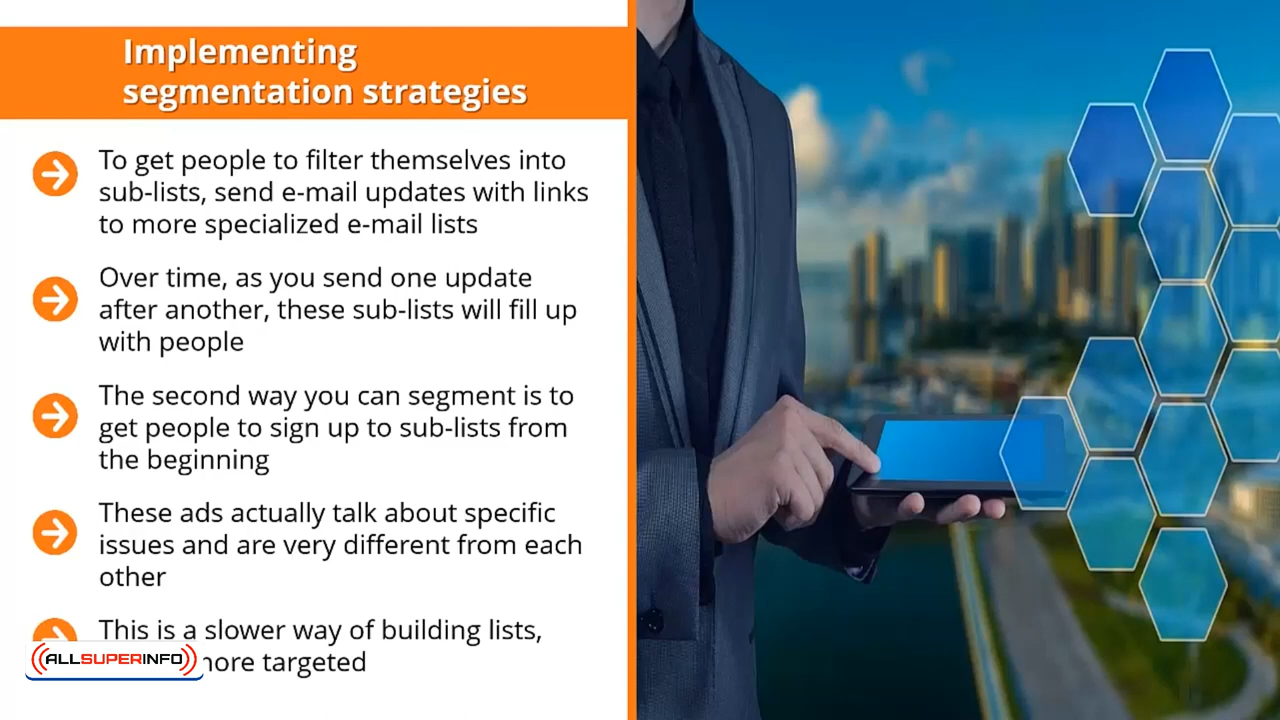 Implementing
segmentation strategies
To get people to filter themselves into
sub-lists, send e-mail updates with links
to more specialized e-mail lists
Over time, as you send one update
after another, these sub-lists will fill up
with people
The second way you can segment is to
get people to sign up to sub-lists from
the beginning
These ads actually talk about specific
issues and are very different from each
other
This is a slower way of building lists,
more targeted
ALLSUPERINFO